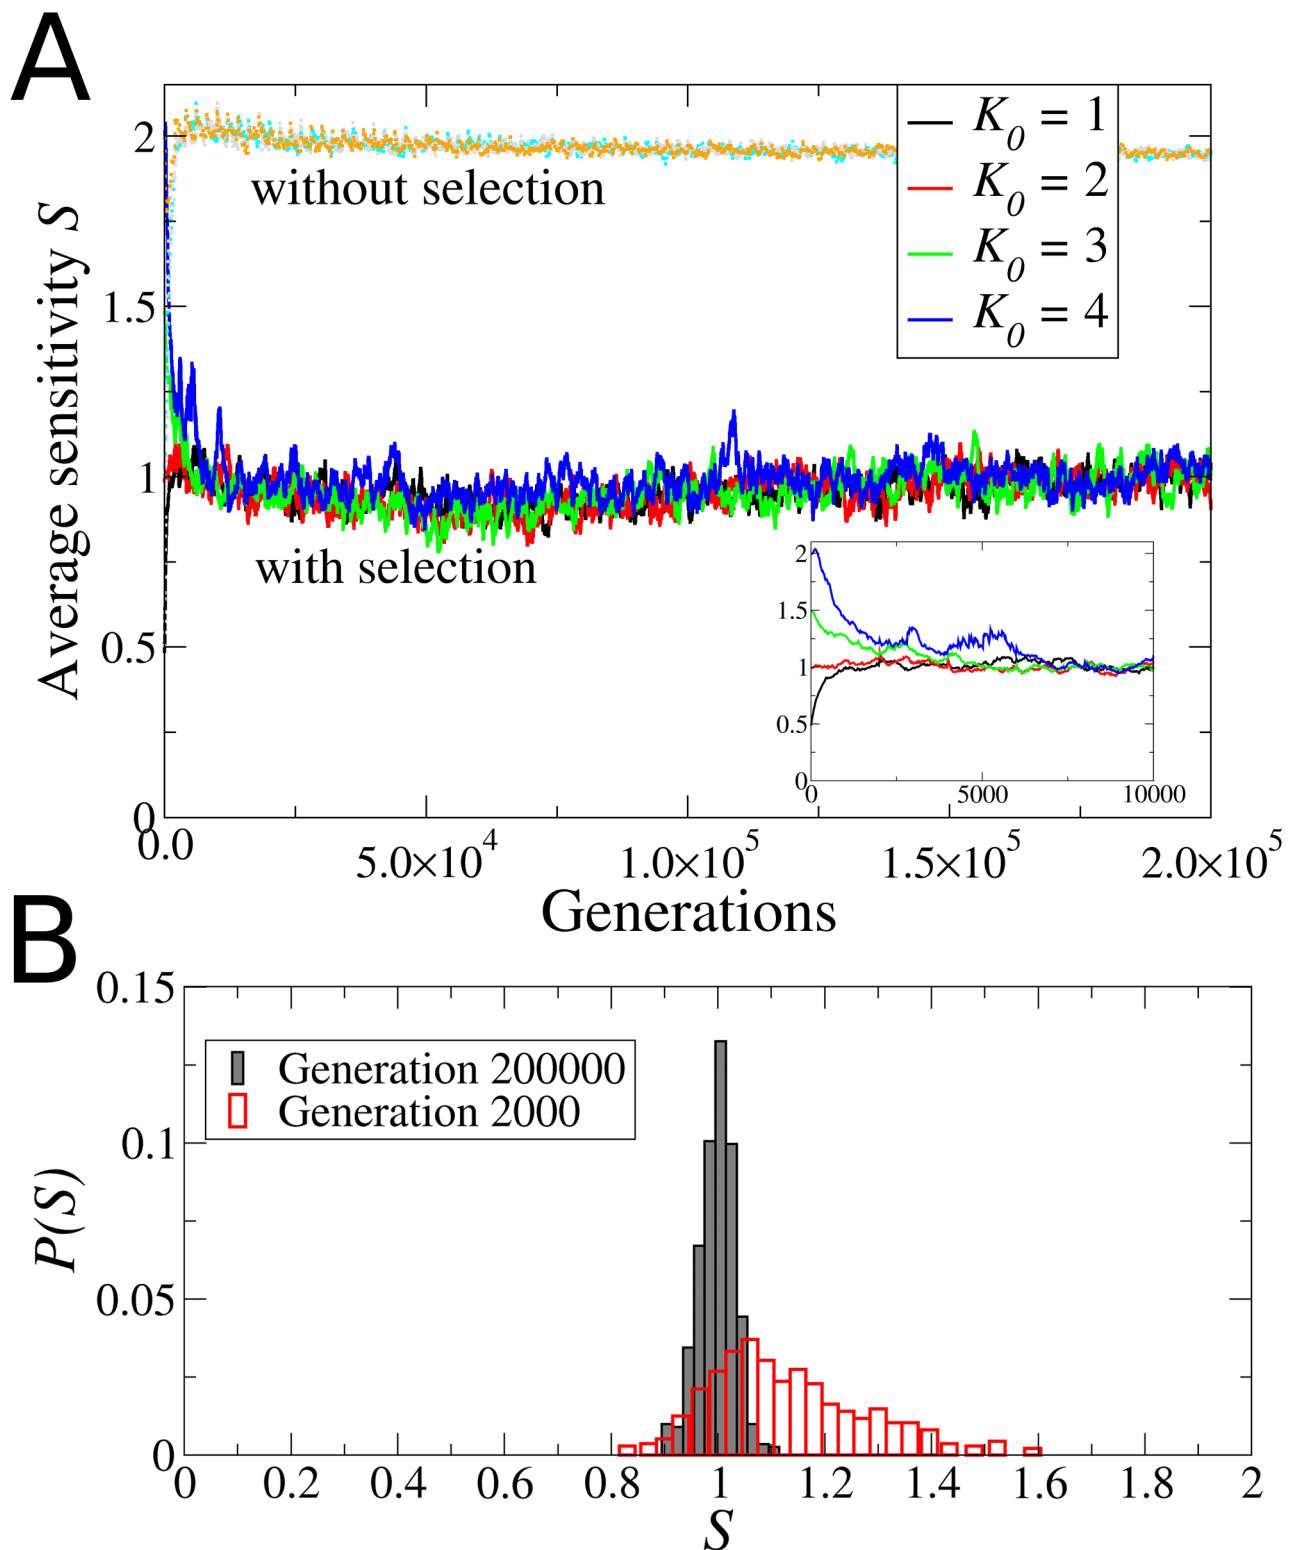 A
Average sensitivity S
2
1.5
1
0.5
0
without selection
with selection
K0 = 1
K0 = 2
K0 = 3
K0 = 4
2
1.5
1
0.5
0
0 5000 10000
0.0 5.0×10^4 1.0×10^5 1.5×10^5 2.0×10^5
Generations
B
P(S)
0.15
0.1
0.05
0
Generation 200000
Generation 2000
0 0.2 0.4 0.6 0.8 1 1.2 1.4 1.6 1.8 2
S